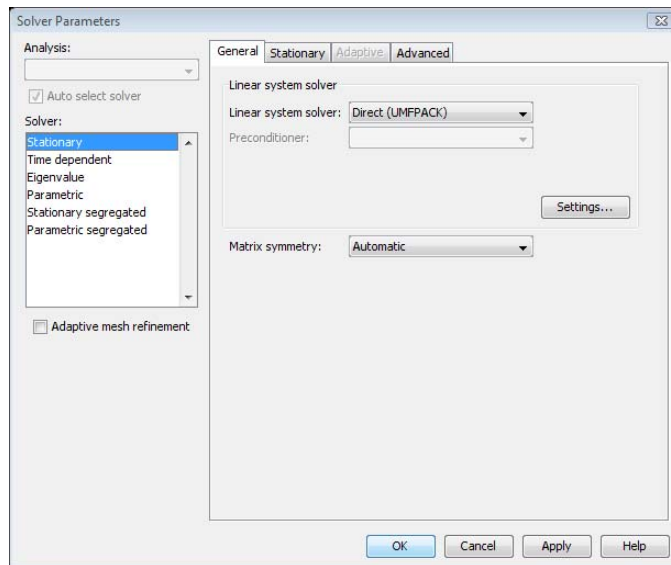 Solver Parameters
Analysis:
Auto select solver
Solver:
Stationary
Time dependent
Eigenvalue
Parametric
Stationary segregated
Parametric segregated
Adaptive mesh refinement
General Stationary Adaptive Advanced
Linear system solver
Linear system solver: Direct (UMFPACK)
Preconditioner:
Settings...
Matrix symmetry: Automatic
OK Cancel Apply Help